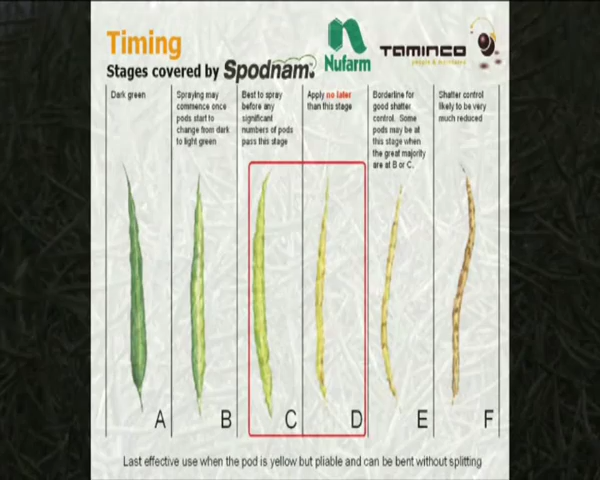 Timing
Stages covered by Spodnam.
Nufarm
TAMINCO
Dark green
Spraying may
commence once
pods start to
change from dark
to light green
Best to spray
before any
significant
numbers of pods
pass this stage
Apply no later
than this stage
Borderline for
good shatter
control. Some
pods may be at
this stage when
the great majority
are at B or C.
Shatter control
likely to be very
much reduced
A
B
C
D
E
F
Last effective use when the pod is yellow but pliable and can be bent without splitting